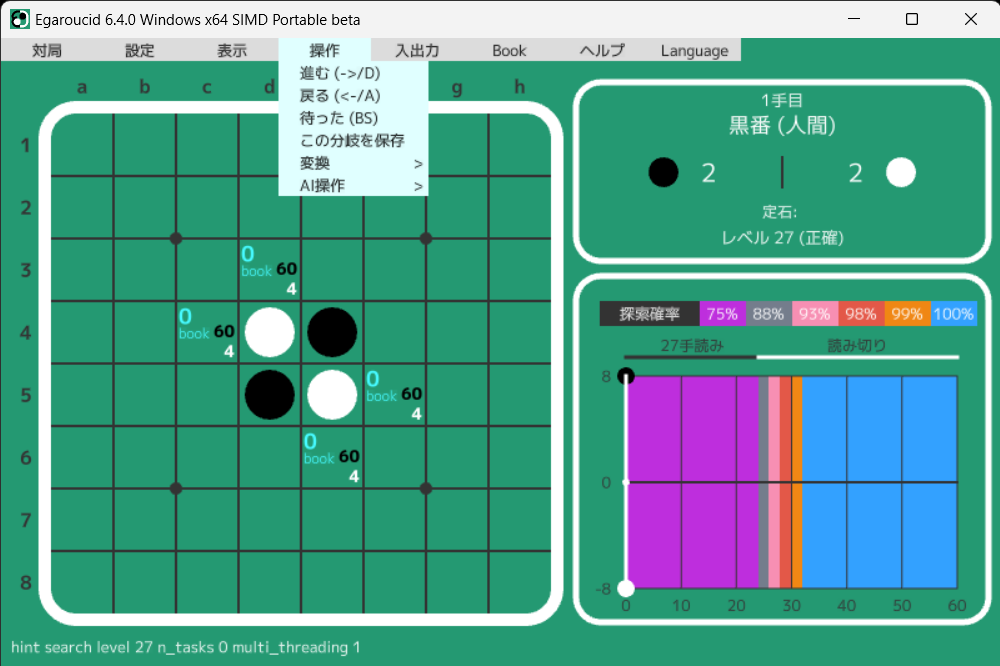 Egaroucid 6.4.0 Windows x64 SIMD Portable beta
対局 設定 表示 操作 入出力 Book ヘルプ Language
進む (->/D)
戻る (<-/A)
待った (BS)
この分岐を保存
変換 >
AI操作 >
a b c d g h
1
2
3
4
5
6
7
8
0
book 60
4
0
book 60
4
0
book 60
4
0
book 60
4
1手目
黒番 (人間)
2 2
定石:
レベル 27 (正確)
探索確率 75% 88% 93% 98% 99% 100%
27手読み 読み切り
8
0
-8
0 10 20 30 40 50 60
hint search level 27 n_tasks 0 multi_threading 1